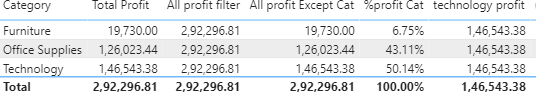 Category Total Profit All profit filter All profit Except Cat %profit Cat technology profit
Furniture 19,730.00 2,92,296.81 19,730.00 6.75% 1,46,543.38
Office Supplies 1,26,023.44 2,92,296.81 1,26,023.44 43.11% 1,46,543.38
Technology 1,46,543.38 2,92,296.81 1,46,543.38 50.14% 1,46,543.38
Total 2,92,296.81 2,92,296.81 2,92,296.81 100.00% 1,46,543.38